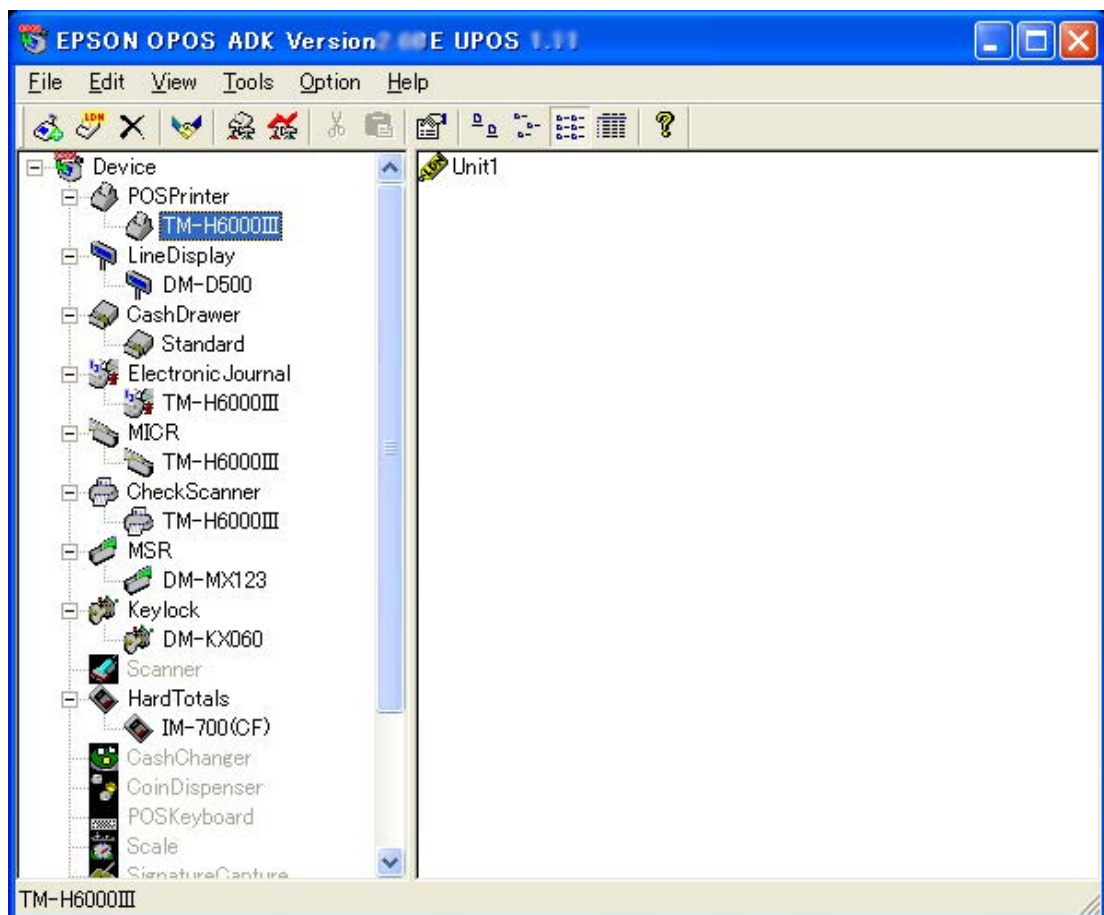 EPSON OPOS ADK Version E UPOS
File Edit View Tools Option Help
Device
POSPrinter
TM-H6000Ⅲ
LineDisplay
DM-D500
CashDrawer
Standard
ElectronicJournal
TM-H6000Ⅲ
MICR
TM-H6000Ⅲ
CheckScanner
TM-H6000Ⅲ
MSR
DM-MX123
Keylock
DM-KX060
Scanner
HardTotals
IM-700(CF)
CashChanger
CoinDispenser
POSKeyboard
Scale
SignatureCapture
Unit1
TM-H6000Ⅲ